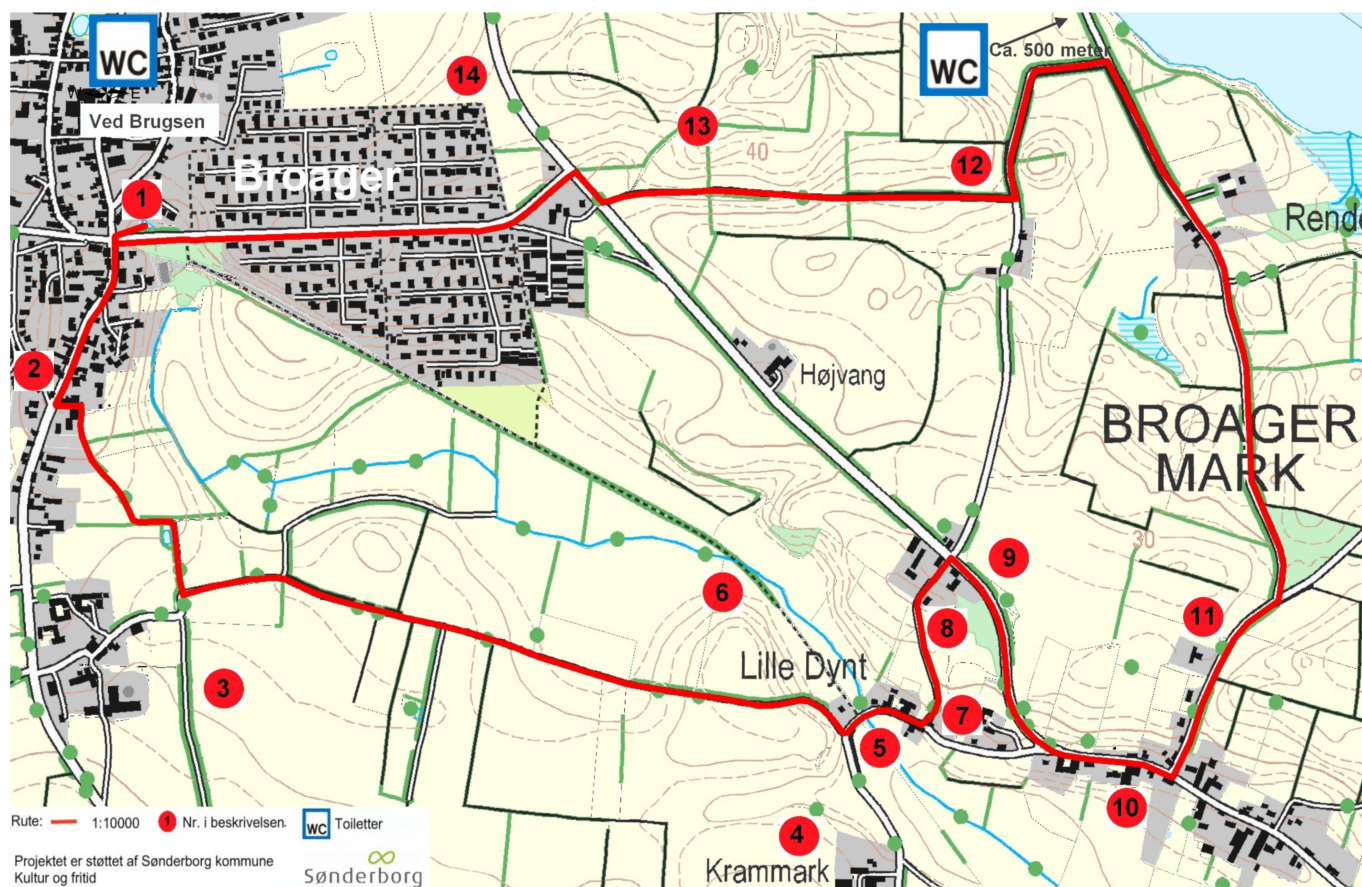 WC
Ved Brugsen
WC
Ca. 500 meter
14
13
40
12
1
Broager
2
Højvang
BROAGER
MARK
30
9
6
8
11
Lille Dynt
3
7
5
10
4
Krammark
Rute:
1:10000
1
Nr. i beskrivelsen.
WC
Toiletter
Projektet er støttet af Sønderborg kommune
Kultur og fritid
Sønderborg